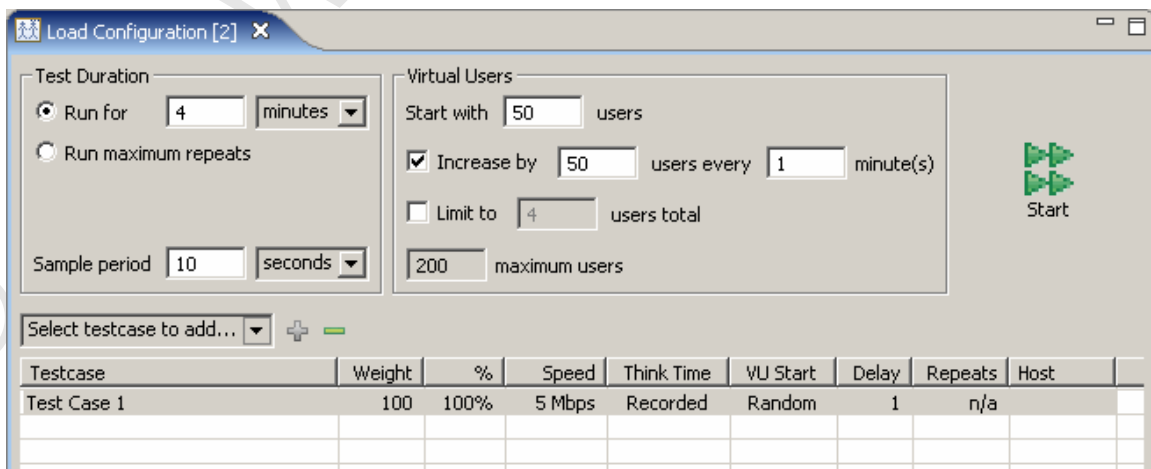 Load Configuration [2]
Test Duration
Run for 4 minutes
Run maximum repeats
Sample period 10 seconds
Virtual Users
Start with 50 users
Increase by 50 users every 1 minute(s)
Limit to 4 users total
200 maximum users
Start
Select testcase to add...
Testcase Weight % Speed Think Time VU Start Delay Repeats Host
Test Case 1 100 100% 5 Mbps Recorded Random 1 n/a